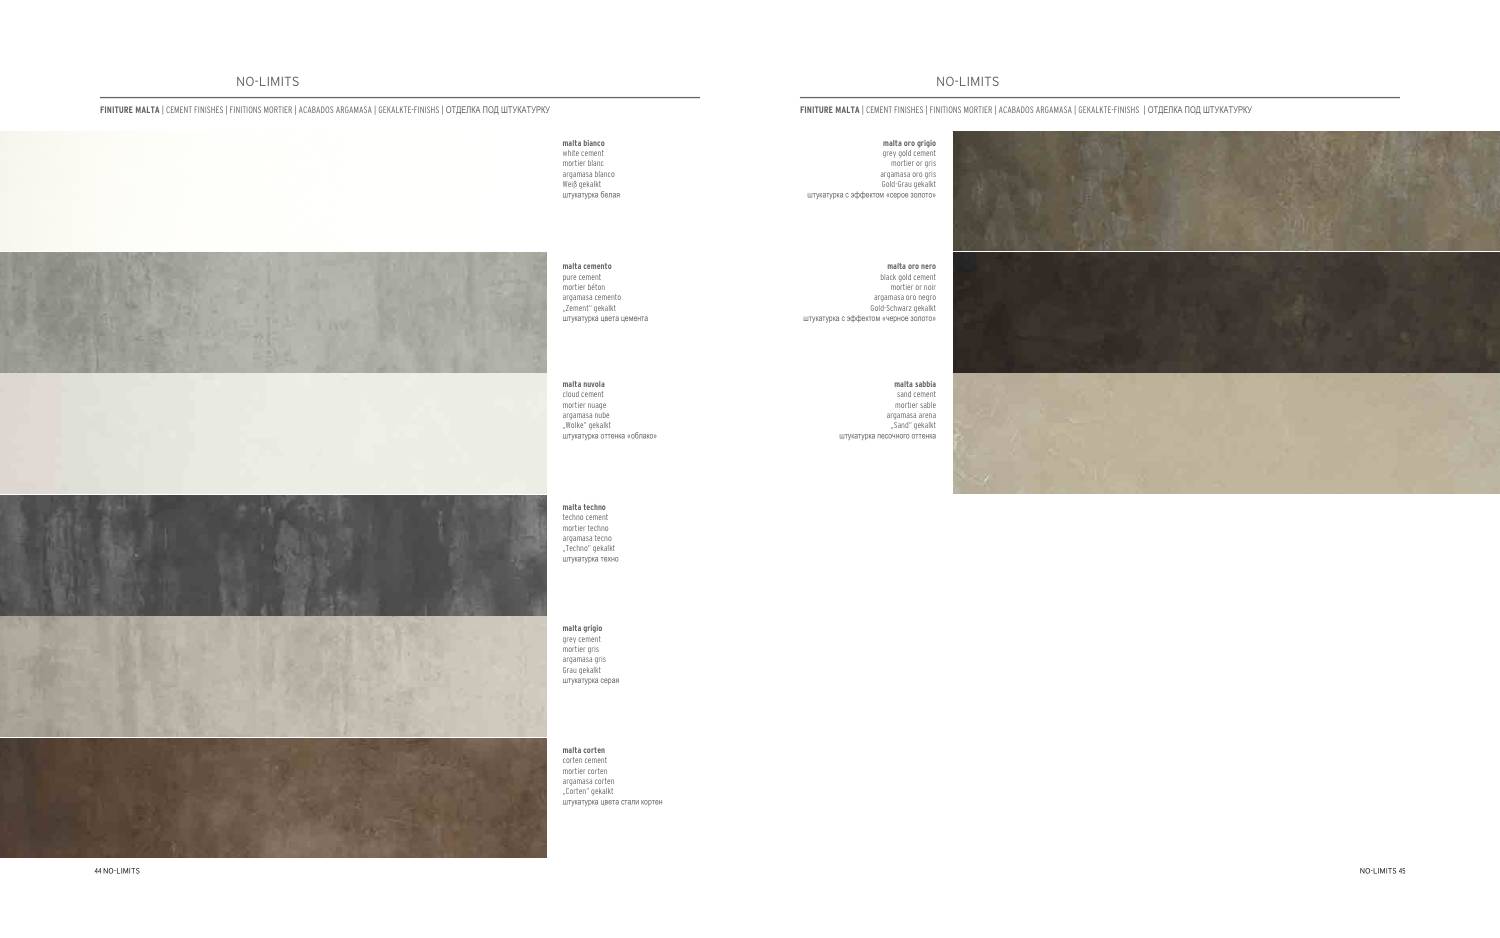 NO-LIMITS
FINITURE MALTA | CEMENT FINISHES | FINITIONS MORTIER | ACABADOS ARGAMASA | GEKALKTE-FINISHS | ОТДЕЛКА ПОД ШТУКАТУРКУ
malta bianco
white cement
mortier blanc
argamasa blanco
Weiβ gekalkt
штукатурка белая
malta cemento
pure cement
mortier béton
argamasa cemento
„Zement” gekalkt
штукатурка цвета цемента
malta nuvola
cloud cement
mortier nuage
argamasa nube
„Wolke” gekalkt
штукатурка оттенка «облако»
malta techno
techno cement
mortier techno
argamasa tecno
„Techno” gekalkt
штукатурка техно
malta grigio
grey cement
mortier gris
argamasa gris
Grau gekalkt
штукатурка серая
malta corten
corten cement
mortier corten
argamasa corten
„Corten” gekalkt
штукатурка цвета стали кортен
44 NO-LIMITS
NO-LIMITS
FINITURE MALTA | CEMENT FINISHES | FINITIONS MORTIER | ACABADOS ARGAMASA | GEKALKTE-FINISHS | ОТДЕЛКА ПОД ШТУКАТУРКУ
malta oro grigio
grey gold cement
mortier or gris
argamasa oro gris
Gold-Grau gekalkt
штукатурка с эффектом «серое золото»
malta oro nero
black gold cement
mortier or noir
argamasa oro negro
Gold-Schwarz gekalkt
штукатурка с эффектом «черное золото»
malta sabbia
sand cement
mortier sable
argamasa arena
„Sand” gekalkt
штукатурка песочного оттенка
NO-LIMITS 45